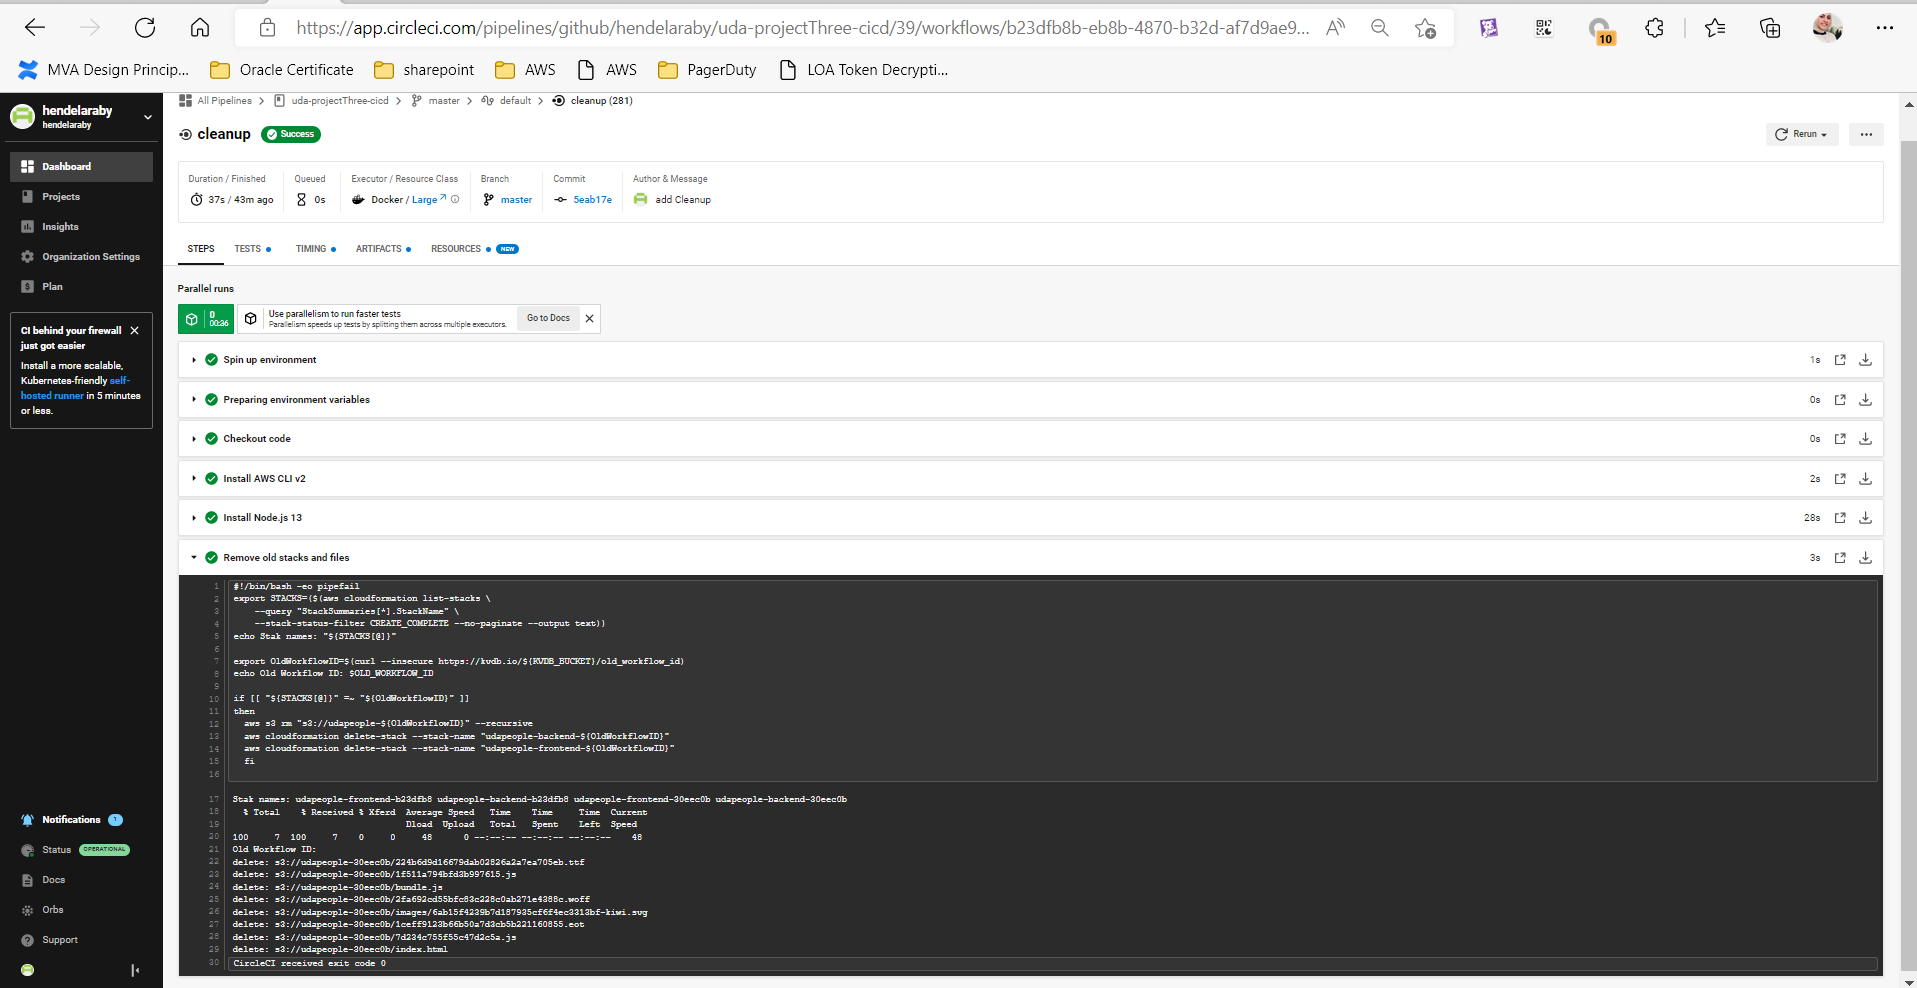 https://app.circleci.com/pipelines/github/hendelaraby/uda-projectThree-cicd/39/workflows/b23dfb8b-eb8b-4870-b32d-af7d9ae9...
10
MVA Design Princip...
Oracle Certificate
sharepoint
AWS
AWS
PagerDuty
LOA Token Decrypti...
hendelaraby
hendelaraby
Dashboard
Projects
Insights
Organization Settings
Plan
CI behind your firewall
just got easier
Install a more scalable,
Kubernetes-friendly self-
hosted runner in 5 minutes
or less.
Notifications 1
Status OPERATIONAL
Docs
Orbs
Support
All Pipelines > uda-projectThree-cicd > master > default > cleanup (281)
cleanup Success
Rerun
Duration / Finished
37s / 43m ago
Queued
0s
Executor / Resource Class
Docker / Large
Branch
master
Commit
5eab17e
Author & Message
add Cleanup
STEPS TESTS TIMING ARTIFACTS RESOURCES NEW
Parallel runs
0
00:36
Use parallelism to run faster tests
Parallelism speeds up tests by splitting them across multiple executors.
Go to Docs
Spin up environment 1s
Preparing environment variables 0s
Checkout code 0s
Install AWS CLI v2 2s
Install Node.js 13 28s
Remove old stacks and files 3s
1 #!/bin/bash -eo pipefail
2 export STACKS=($(aws cloudformation list-stacks \
3 --query "StackSummaries[*].StackName" \
4 --stack-status-filter CREATE_COMPLETE --no-paginate --output text))
5 echo Stak names: "${STACKS[@]}"
6
7 export OldWorkflowID=$(curl --insecure https://kvdb.io/${KVDB_BUCKET}/old_workflow_id)
8 echo Old Workflow ID: $OLD_WORKFLOW_ID
9
10 if [[ "${STACKS[@]}" =~ "${OldWorkflowID}" ]]
11 then
12 aws s3 rm "s3://udapeople-${OldWorkflowID}" --recursive
13 aws cloudformation delete-stack --stack-name "udapeople-backend-${OldWorkflowID}"
14 aws cloudformation delete-stack --stack-name "udapeople-frontend-${OldWorkflowID}"
15 fi
16
17 Stak names: udapeople-frontend-b23dfb8 udapeople-backend-b23dfb8 udapeople-frontend-30eec0b udapeople-backend-30eec0b
18 % Total % Received % Xferd Average Speed Time Time Time Current
19 Dload Upload Total Spent Left Speed
20 100 7 100 7 0 0 48 0 --:--:-- --:--:-- --:--:-- 48
21 Old Workflow ID:
22 delete: s3://udapeople-30eec0b/224b6d9d16679dab02826a2a7ea705eb.ttf
23 delete: s3://udapeople-30eec0b/1f511a794bfd3b997615.js
24 delete: s3://udapeople-30eec0b/bundle.js
25 delete: s3://udapeople-30eec0b/2fa692cd55bfc83c228c0ab271e4388c.woff
26 delete: s3://udapeople-30eec0b/images/6ab15f4239b7d187935cf6f4ec3313bf-kiwi.svg
27 delete: s3://udapeople-30eec0b/1ceff9123b66b50a7d3cb5b221160855.eot
28 delete: s3://udapeople-30eec0b/7d234c755f55c47d2c5a.js
29 delete: s3://udapeople-30eec0b/index.html
30 CircleCI received exit code 0